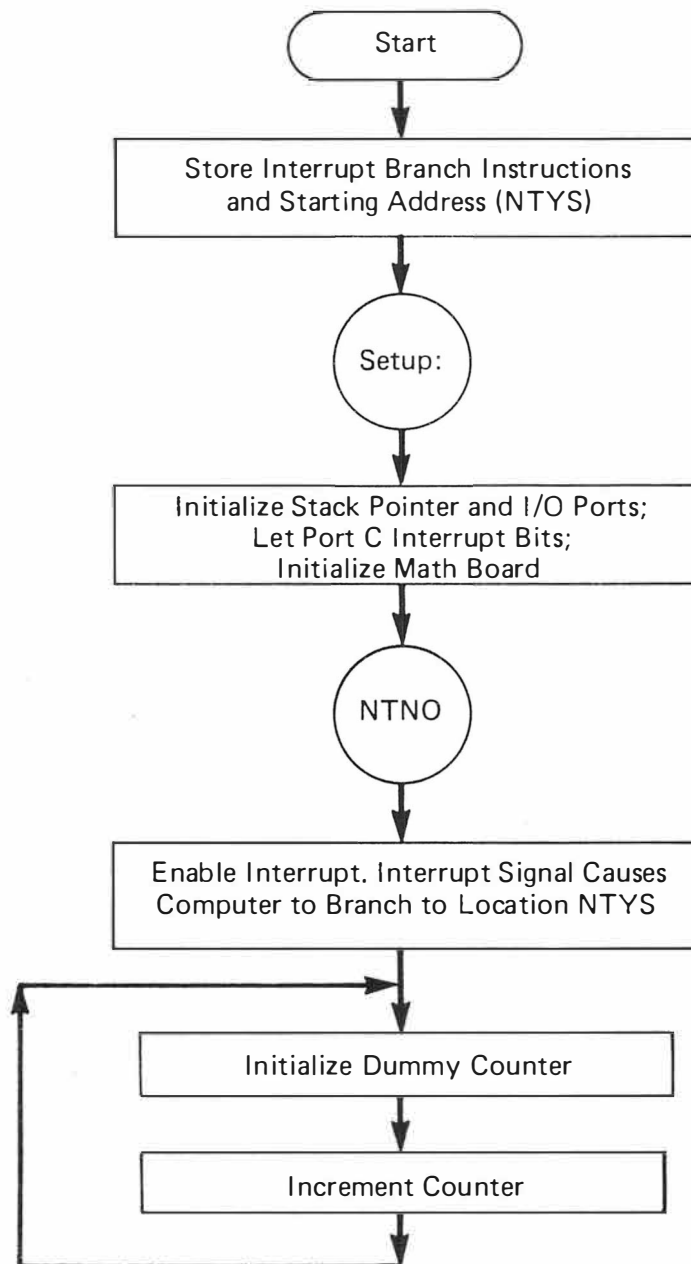 Start
Store Interrupt Branch Instructions
and Starting Address (NTYS)
Setup:
Initialize Stack Pointer and I/O Ports;
Let Port C Interrupt Bits;
Initialize Math Board
NTNO
Enable Interrupt. Interrupt Signal Causes
Computer to Branch to Location NTYS
Initialize Dummy Counter
Increment Counter